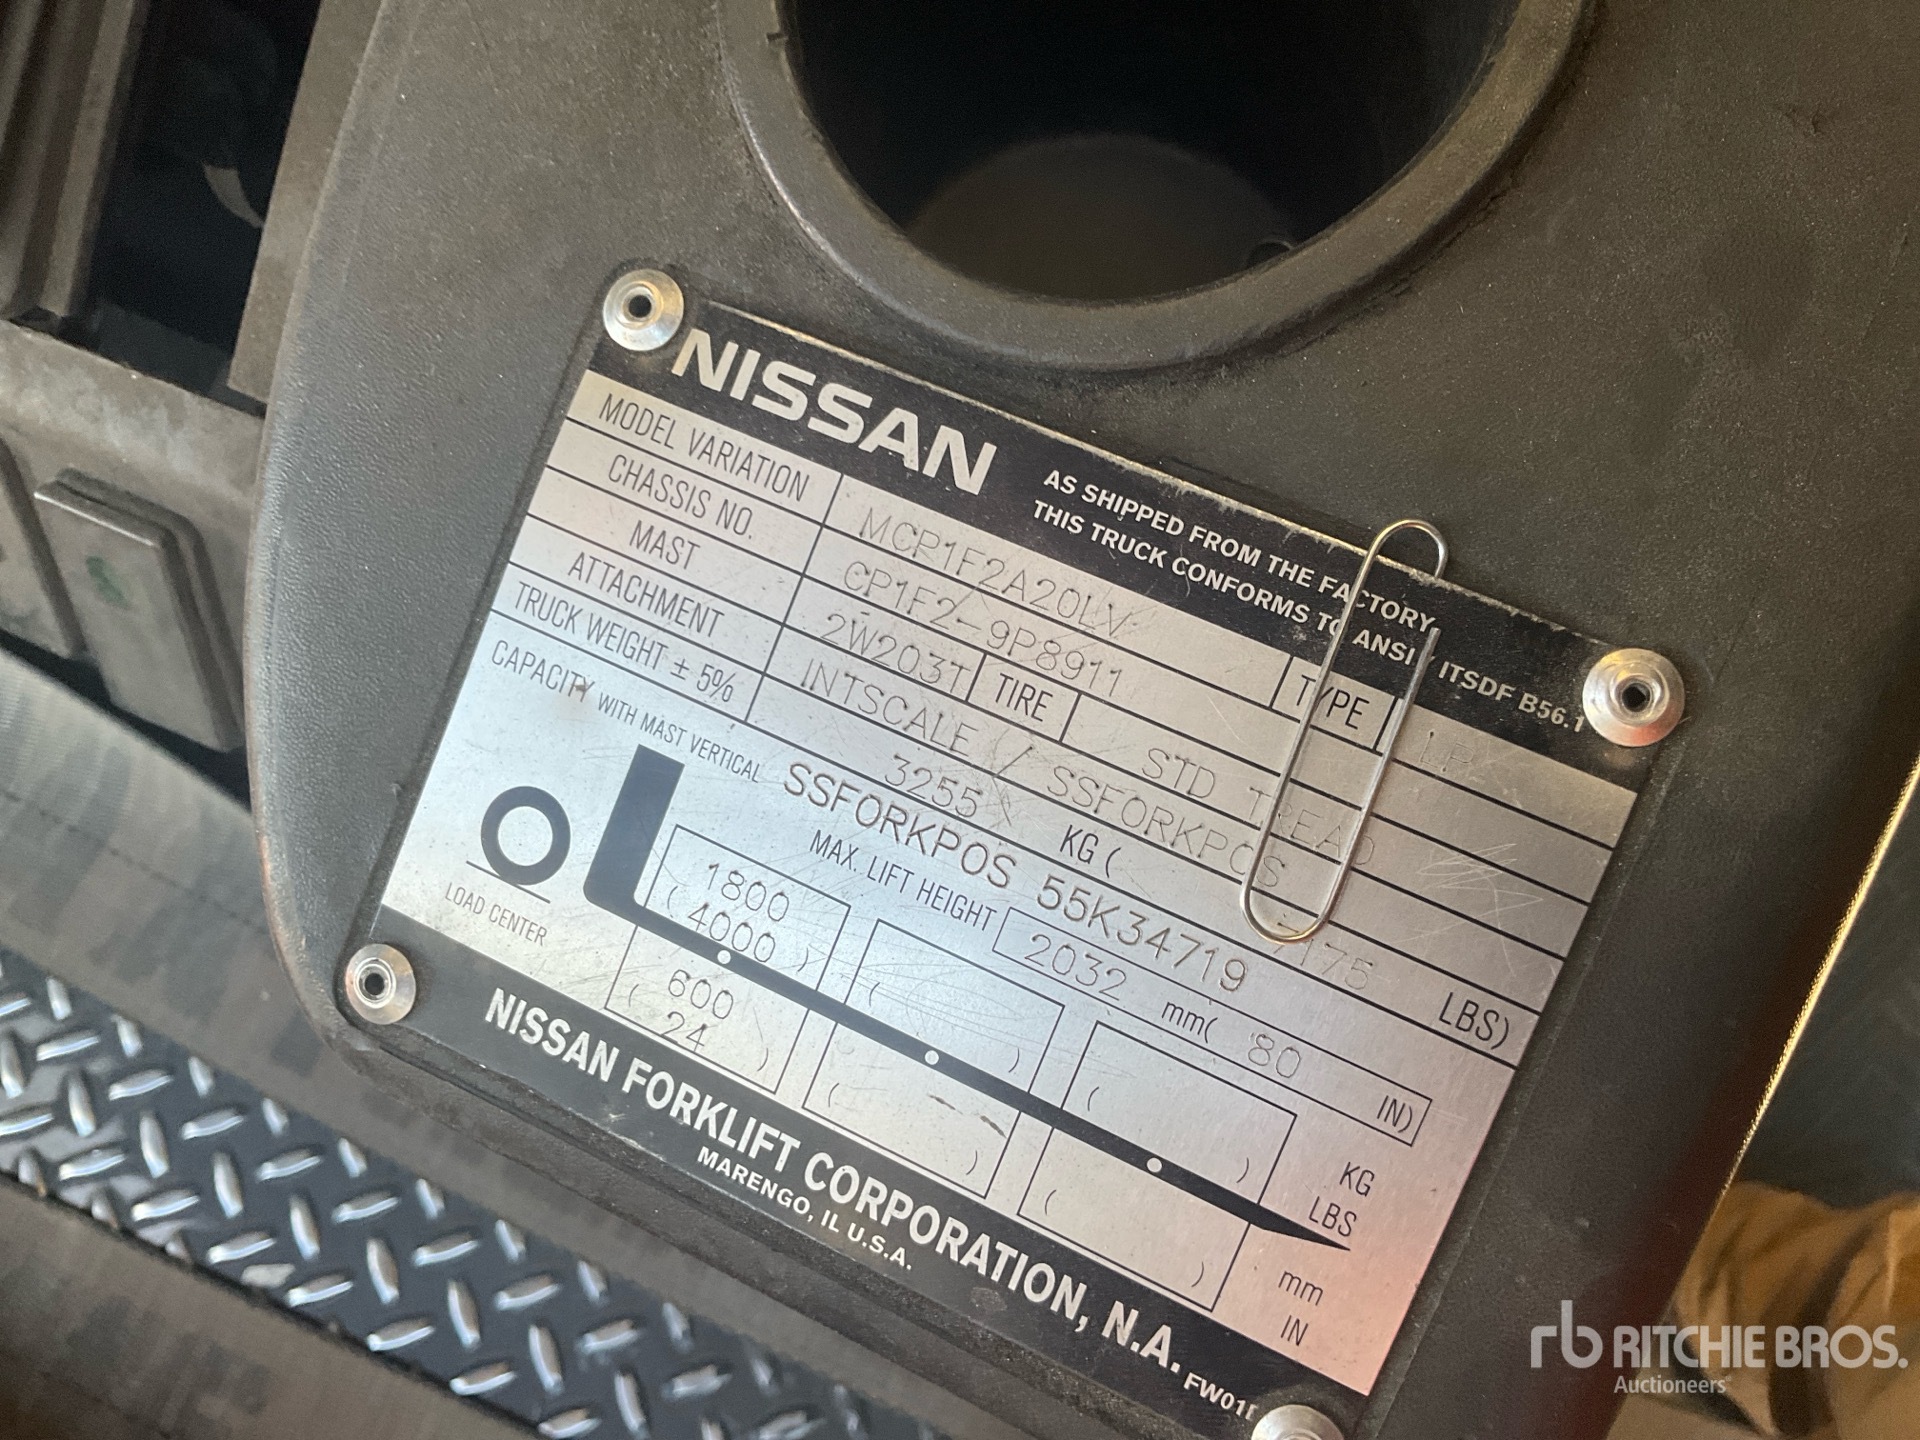 NISSAN
AS SHIPPED FROM THE FACTORY,
THIS TRUCK CONFORMS TO ANSI / ITSDF B56.1
MODEL VARIATION MCP1F2A20LV TYPE LP
CHASSIS NO. CP1F2-9P8911
MAST 2W203T TIRE STD TREAD
ATTACHMENT INTSCALE / SSFORKPOS
TRUCK WEIGHT ± 5% 3255 KG ( 7175 LBS)
CAPACITY WITH MAST VERTICAL SSFORKPOS 55K34719
MAX. LIFT HEIGHT 2032 mm( 80 IN)
1800
( 4000 ) ( ) ( ) KG
LBS
LOAD CENTER 600
( 24 ) ( ) ( ) mm
IN
NISSAN FORKLIFT CORPORATION, N.A.
MARENGO, IL U.S.A.
rb RITCHIE BROS.
Auctioneers